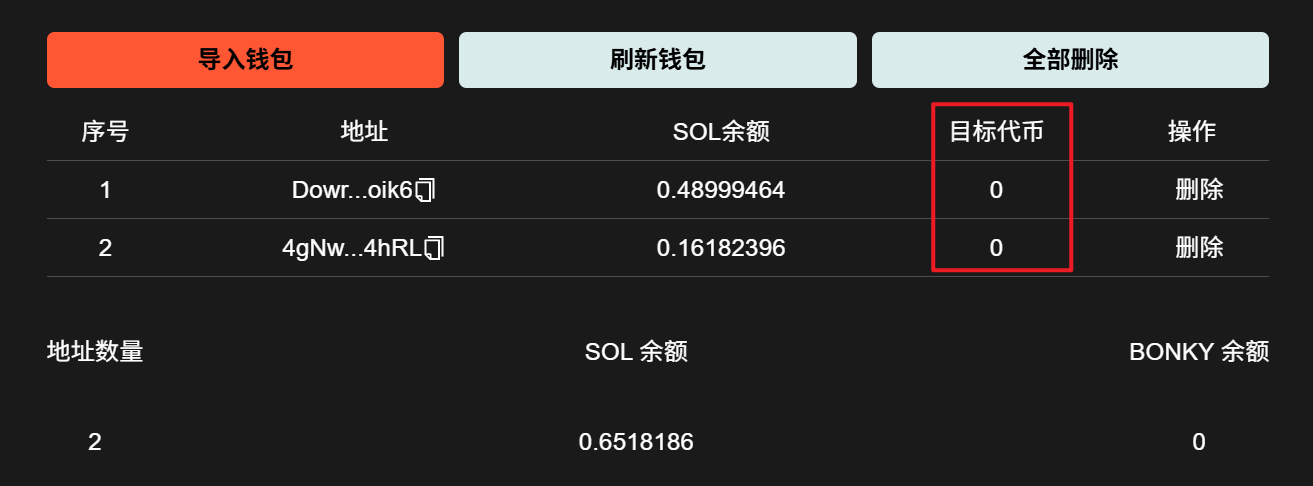 导入钱包 刷新钱包 全部删除
序号 地址 SOL余额 目标代币 操作
1 Dowr...oik6 0.48999464 0 删除
2 4gNw...4hRL 0.16182396 0 删除
地址数量 SOL 余额 BONKY 余额
2 0.6518186 0